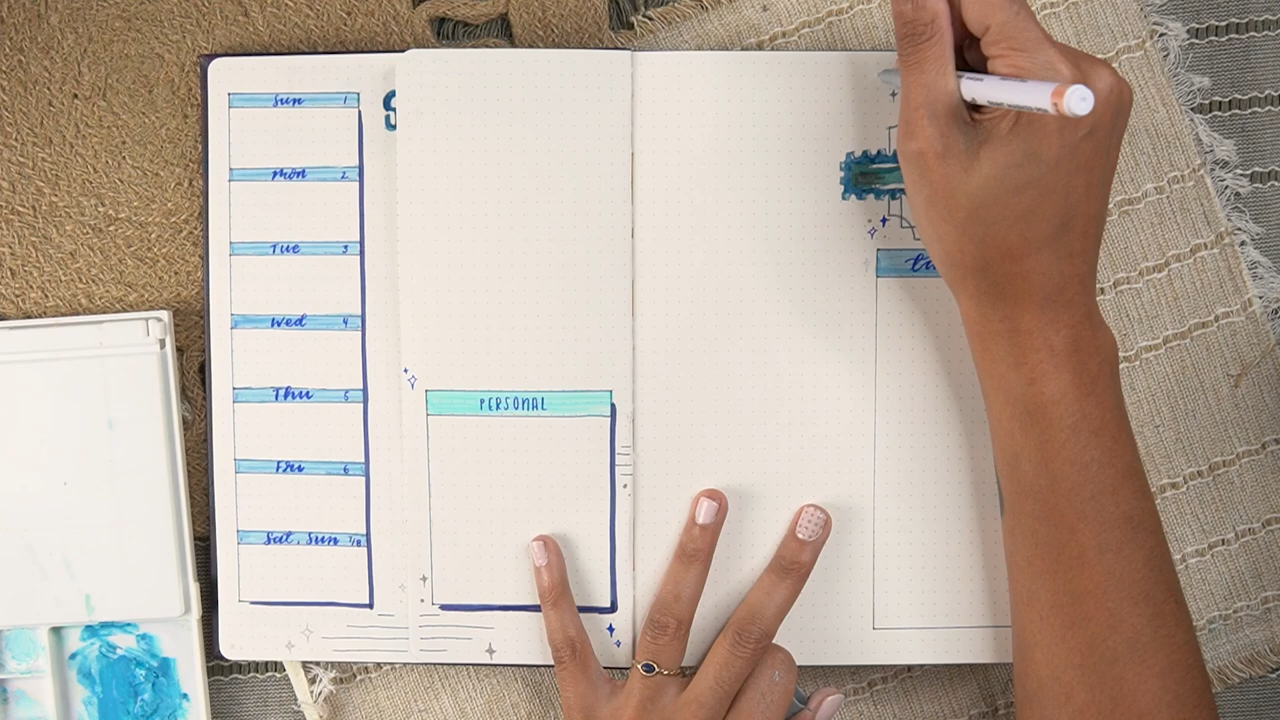 Sun 1
S
Mon 2
Tue 3
Wed 4
Thu 5
Fri 6
Sat, Sun 7/8
PERSONAL